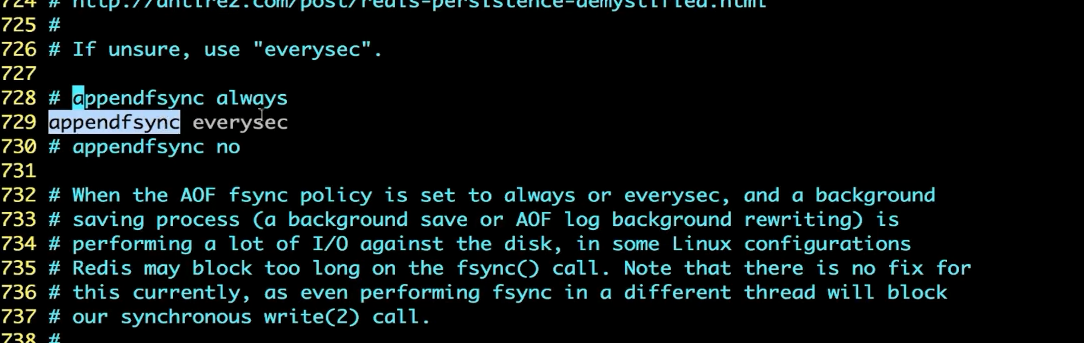 724 # http://antirez.com/post/redis-persistence-demystified.html
725 #
726 # If unsure, use "everysec".
727
728 # appendfsync always
729 appendfsync everysec
730 # appendfsync no
731
732 # When the AOF fsync policy is set to always or everysec, and a background
733 # saving process (a background save or AOF log background rewriting) is
734 # performing a lot of I/O against the disk, in some Linux configurations
735 # Redis may block too long on the fsync() call. Note that there is no fix for
736 # this currently, as even performing fsync in a different thread will block
737 # our synchronous write(2) call.
738 #